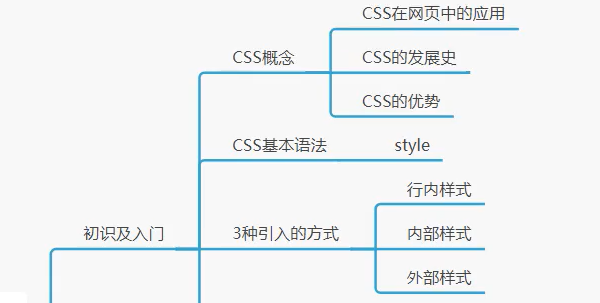 CSS在网页中的应用
CSS概念
CSS的发展史
CSS的优势
CSS基本语法
style
行内样式
初识及入门
3种引入的方式
内部样式
外部样式